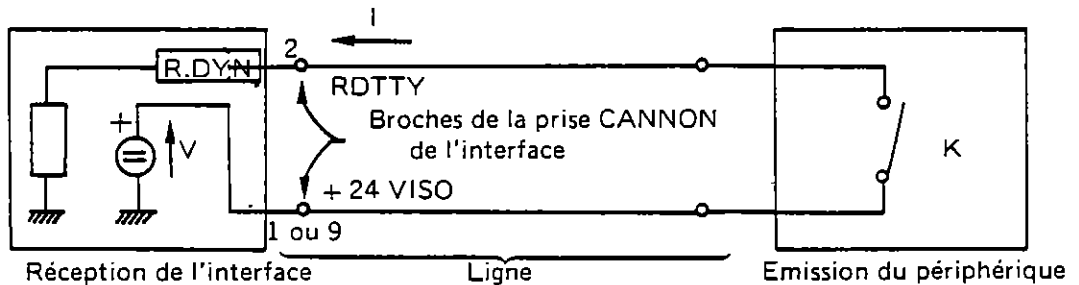 I
2
R.DYN
RDTTY
Broches de la prise CANNON
de l'interface
+
V
K
+ 24 VISO
1 ou 9
Réception de l'interface
Ligne
Emission du périphérique